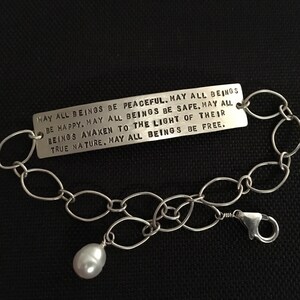 MAY ALL BEINGS BE PEACEFUL. MAY ALL BEINGS
BE HAPPY. MAY ALL BEINGS BE SAFE. MAY ALL
BEINGS AWAKEN TO THE LIGHT OF THEIR
TRUE NATURE. MAY ALL BEINGS BE FREE.